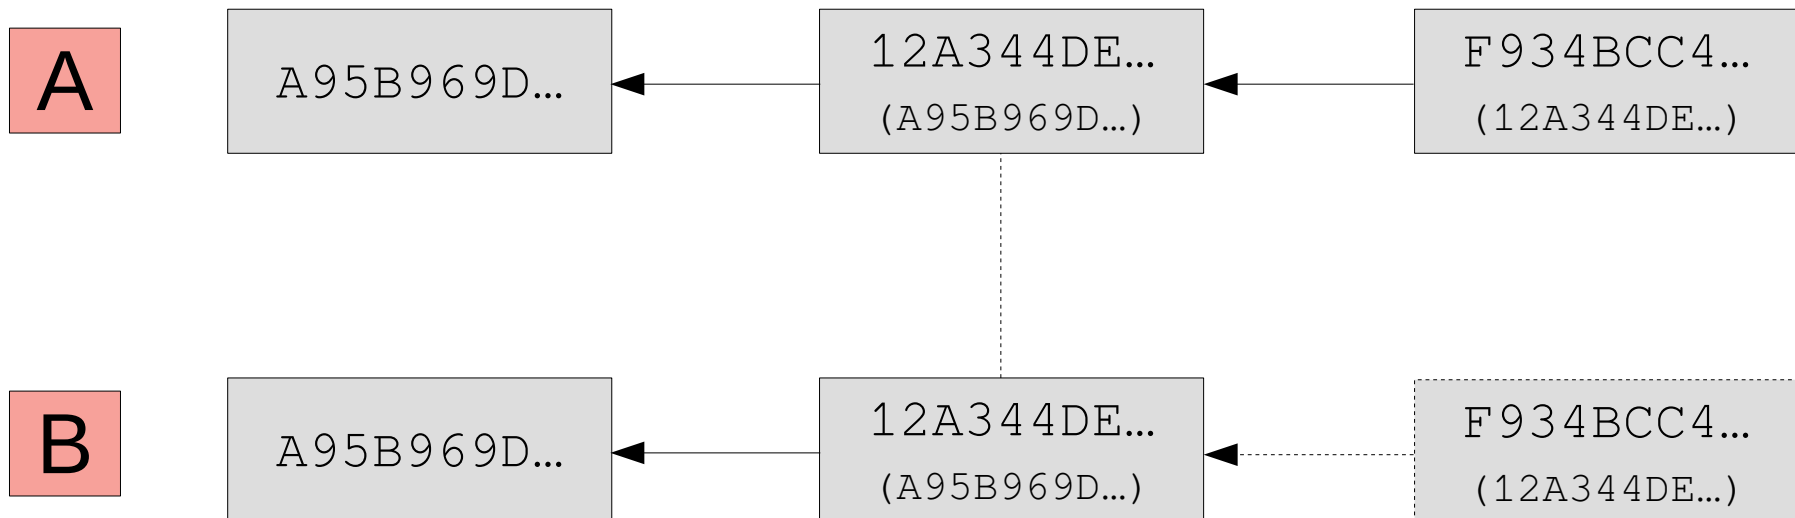 A
A95B969D…
12A344DE…
(A95B969D…)
F934BCC4…
(12A344DE…)
B
A95B969D…
12A344DE…
(A95B969D…)
F934BCC4…
(12A344DE…)